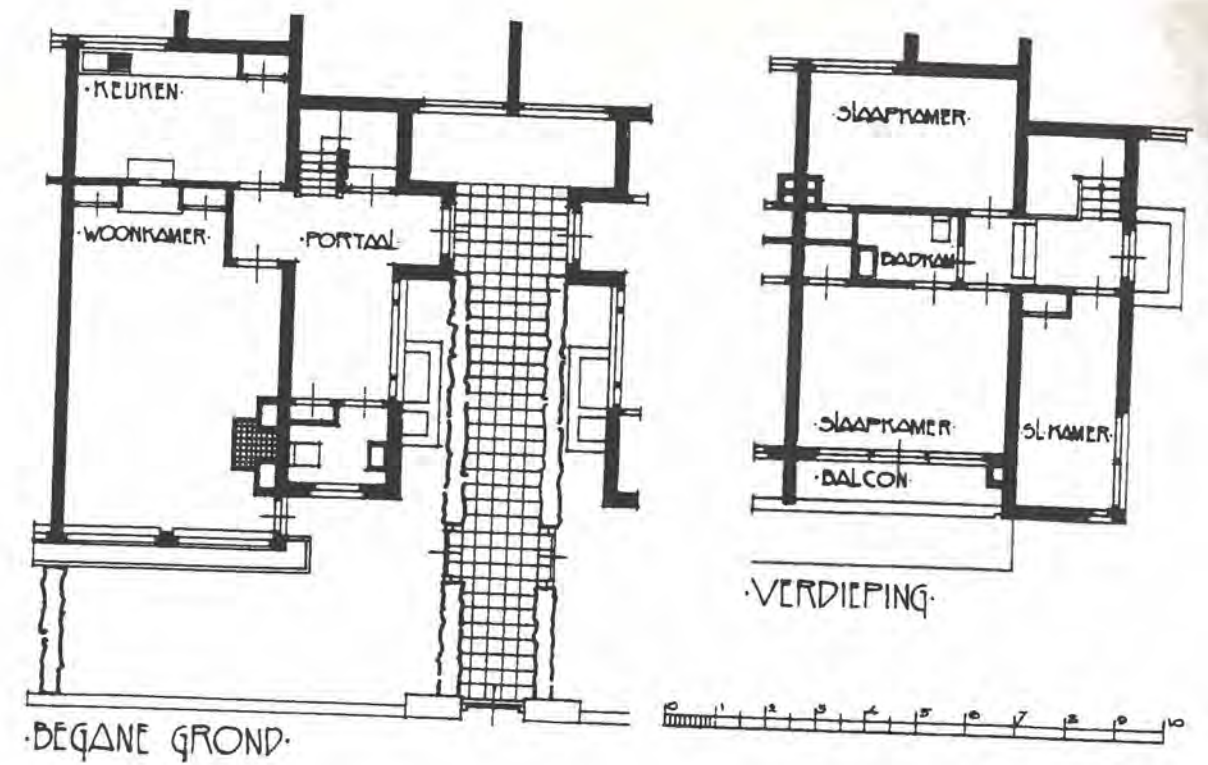 ·KEUKEN·
·WOONKAMER·
·PORTAAL·
·BEGANE GROND·
SLAAPKAMER·
BADKAM
·SLAAPKAMER·
SL·KAMER·
·BALCON·
·VERDIEPING·
0 1 2 3 4 5 6 7 8 9 10